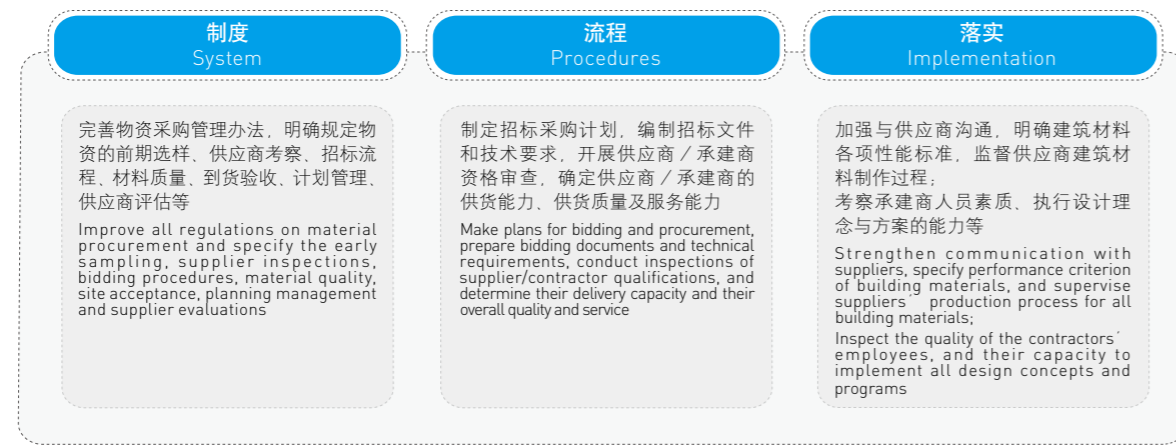 制度
System
完善物资采购管理办法，明确规定物
资的前期选样、供应商考察、招标流
程、材料质量、到货验收、计划管理、
供应商评估等
Improve all regulations on material
procurement and specify the early
sampling, supplier inspections,
bidding procedures, material quality,
site acceptance, planning management
and supplier evaluations
流程
Procedures
制定招标采购计划，编制招标文件
和技术要求，开展供应商／承建商
资格审查，确定供应商／承建商的
供货能力、供货质量及服务能力
Make plans for bidding and procurement,
prepare bidding documents and technical
requirements, conduct inspections of
supplier/contractor qualifications, and
determine their delivery capacity and their
overall quality and service
落实
Implementation
加强与供应商沟通，明确建筑材料
各项性能标准，监督供应商建筑材
料制作过程；
考察承建商人员素质、执行设计理
念与方案的能力等
Strengthen communication with
suppliers, specify performance criterion
of building materials, and supervise
suppliers´ production process for all
building materials;
Inspect the quality of the contractors´
employees, and their capacity to
implement all design concepts and
programs